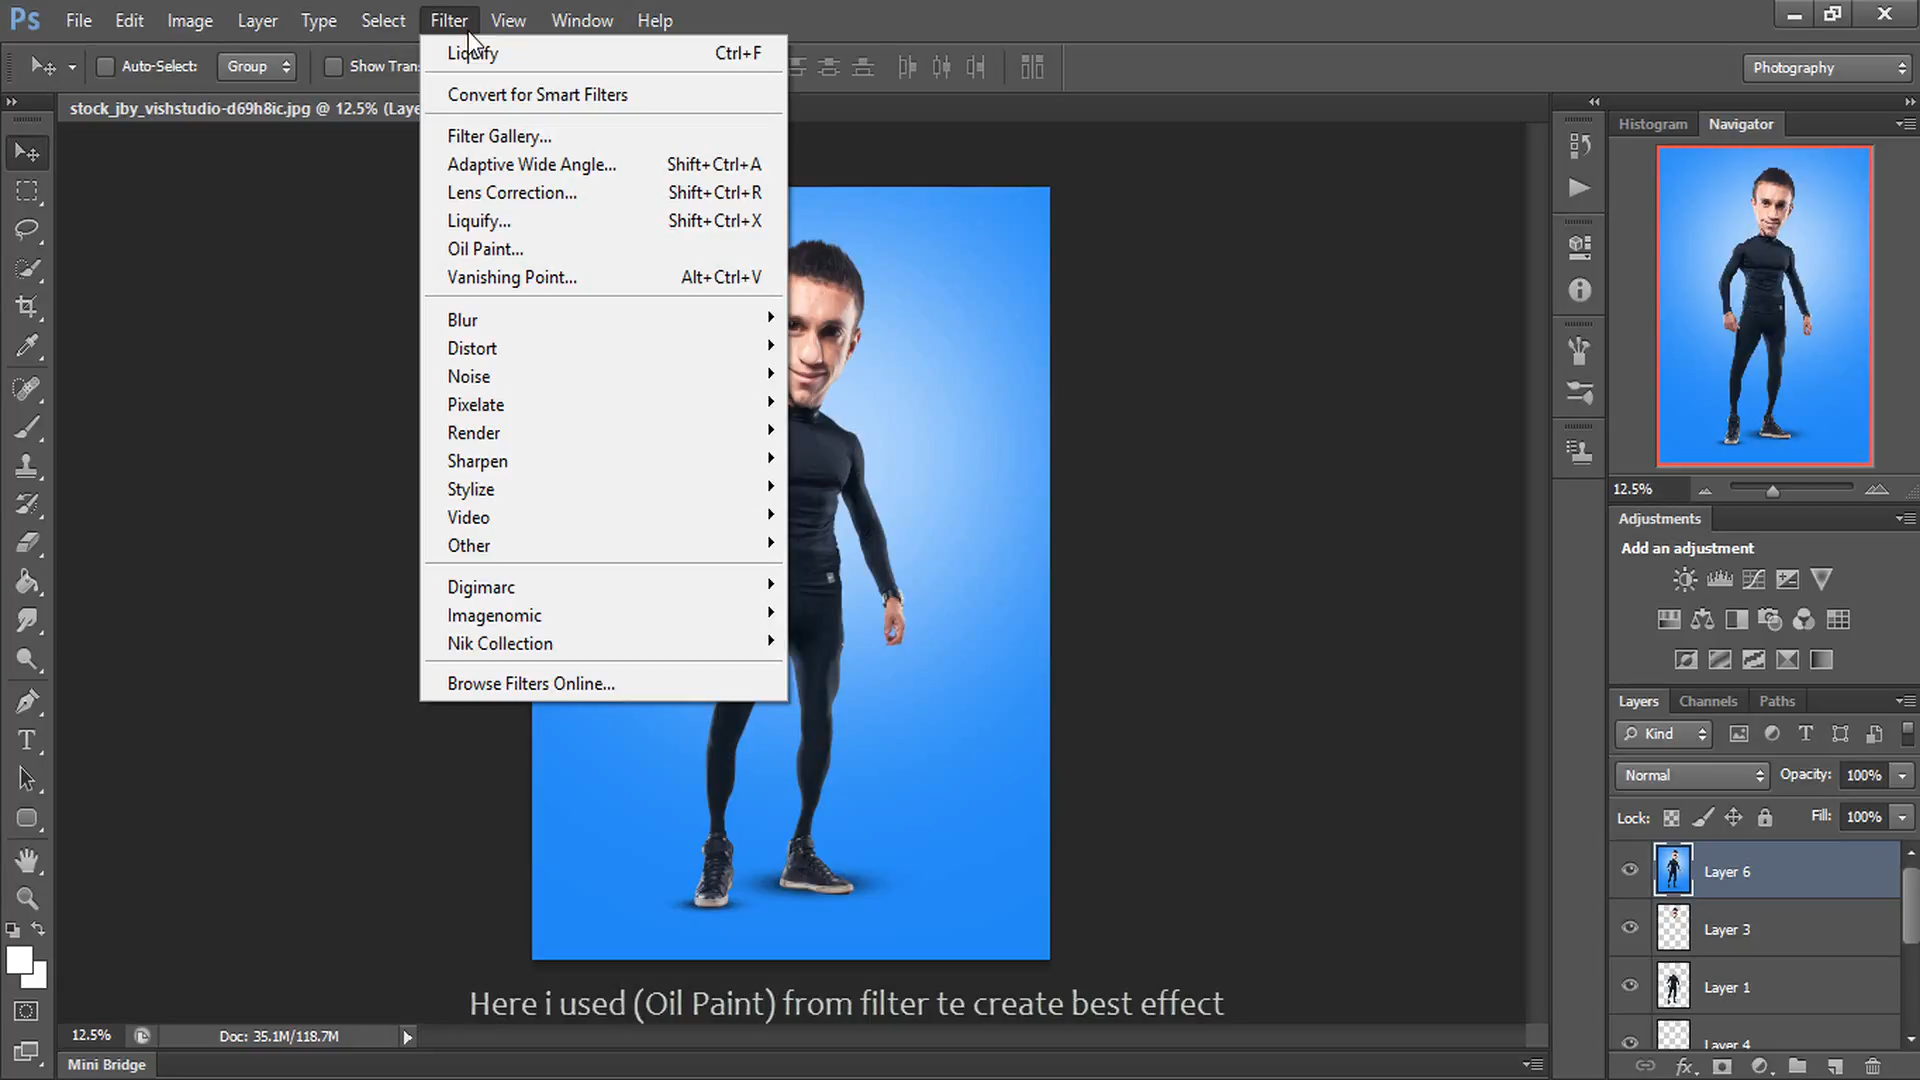 Ps File Edit Image Layer Type Select Filter View Window Help
Auto-Select: Group Show Tran
Photography
stock_jby_vishstudio-d69h8ic.jpg @ 12.5% (Laye
Liquify Ctrl+F
Convert for Smart Filters
Filter Gallery...
Adaptive Wide Angle... Shift+Ctrl+A
Lens Correction... Shift+Ctrl+R
Liquify... Shift+Ctrl+X
Oil Paint...
Vanishing Point... Alt+Ctrl+V
Blur
Distort
Noise
Pixelate
Render
Sharpen
Stylize
Video
Other
Digimarc
Imagenomic
Nik Collection
Browse Filters Online...
Histogram Navigator
12.5%
Adjustments
Add an adjustment
Layers Channels Paths
Kind
Normal Opacity: 100%
Lock: Fill: 100%
Layer 6
Layer 3
Layer 1
Layer 4
Here i used (Oil Paint) from filter te create best effect
12.5% Doc: 35.1M/118.7M
Mini Bridge